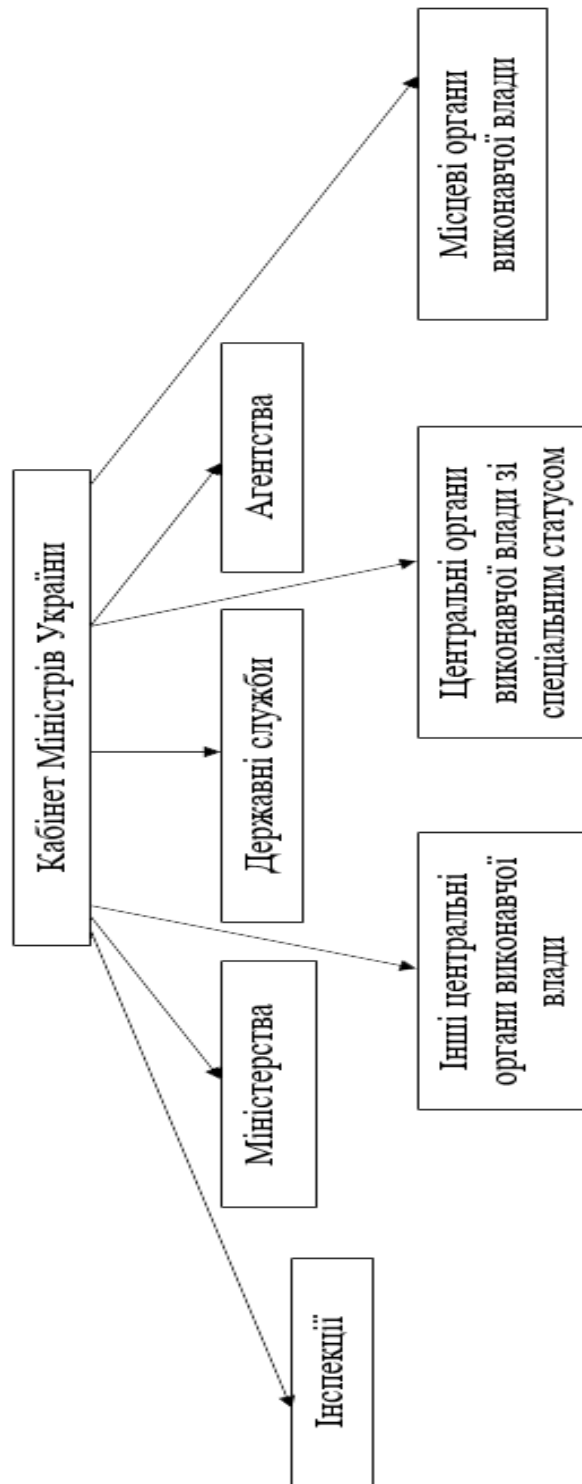 Кабінет Міністрів України
Інспекції
Міністерства
Державні служби
Агентства
Інші центральні
органи виконавчої
влади
Центральні органи
виконавчої влади зі
спеціальним статусом
Місцеві органи
виконавчої влади